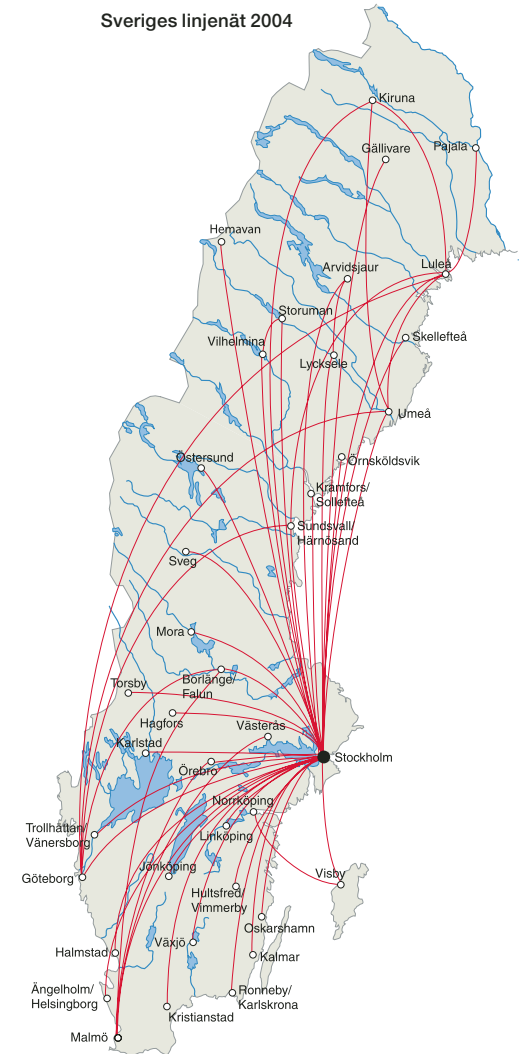 Sveriges linjenät 2004
Kiruna
Gällivare
Pajala
Hemavan
Arvidsjaur
Luleå
Storuman
Vilhelmina
Lycksele
Skellefteå
Umeå
Östersund
Örnsköldsvik
Kramfors/
Sollefteå
Sundsvall/
Härnösand
Sveg
Mora
Torsby
Borlänge/
Falun
Hagfors
Karlstad
Västerås
Örebro
Stockholm
Norrköping
Trollhättan/
Vänersborg
Linköping
Jönköping
Visby
Göteborg
Hultsfred/
Vimmerby
Oskarshamn
Halmstad
Växjö
Kalmar
Ängelholm/
Helsingborg
Ronneby/
Karlskrona
Kristianstad
Malmö